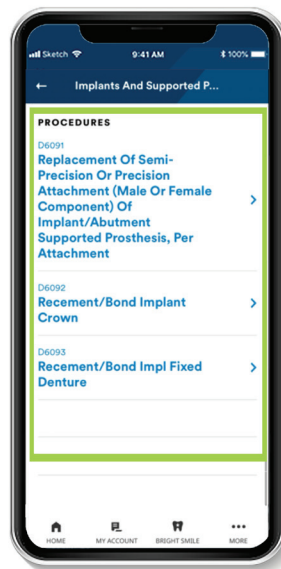 Sketch 9:41 AM 100%
Implants And Supported P...
PROCEDURES
D6091
Replacement Of Semi-
Precision Or Precision
Attachment (Male Or Female
Component) Of
Implant/Abutment
Supported Prosthesis, Per
Attachment
D6092
Recement/Bond Implant
Crown
D6093
Recement/Bond Impl Fixed
Denture
HOME MY ACCOUNT BRIGHT SMILE MORE